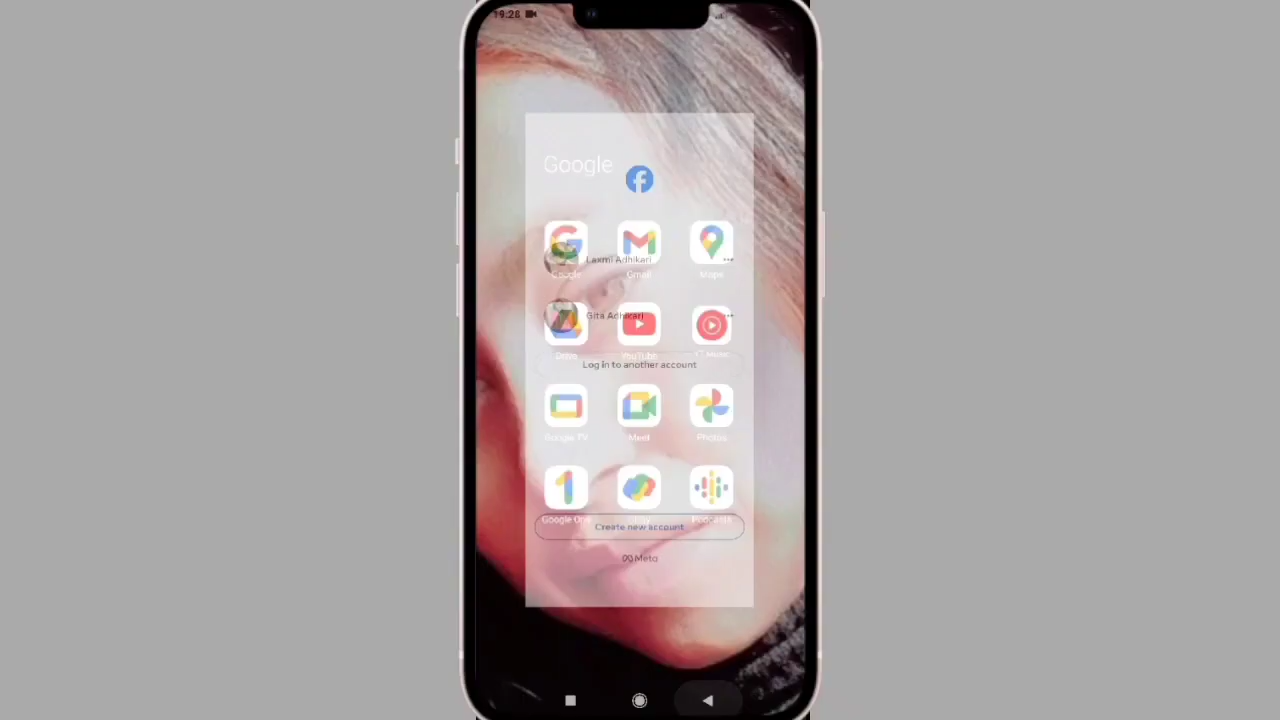 19:28
Google
Laxmi Adhikari
Google Gmail Maps
Gita Adhikari
Drive YouTube
Log in to another account
Google TV Meet Photos
Google One Podcasts
Create new account
Meta